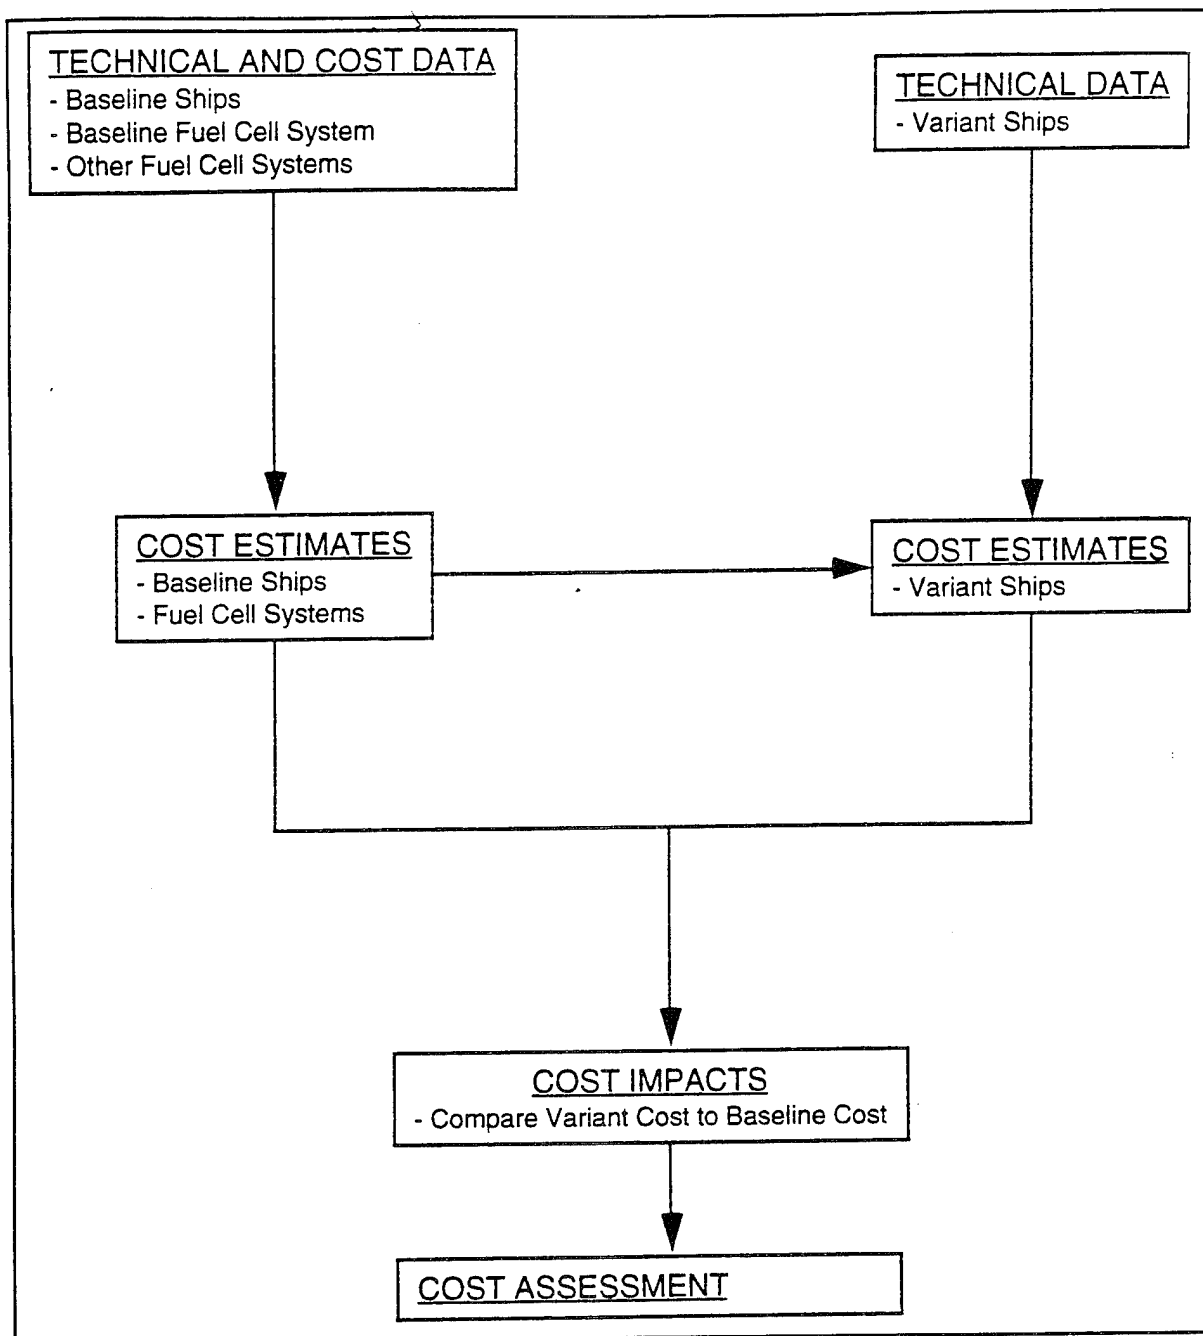 TECHNICAL AND COST DATA
- Baseline Ships
- Baseline Fuel Cell System
- Other Fuel Cell Systems
TECHNICAL DATA
- Variant Ships
COST ESTIMATES
- Baseline Ships
- Fuel Cell Systems
COST ESTIMATES
- Variant Ships
COST IMPACTS
- Compare Variant Cost to Baseline Cost
COST ASSESSMENT